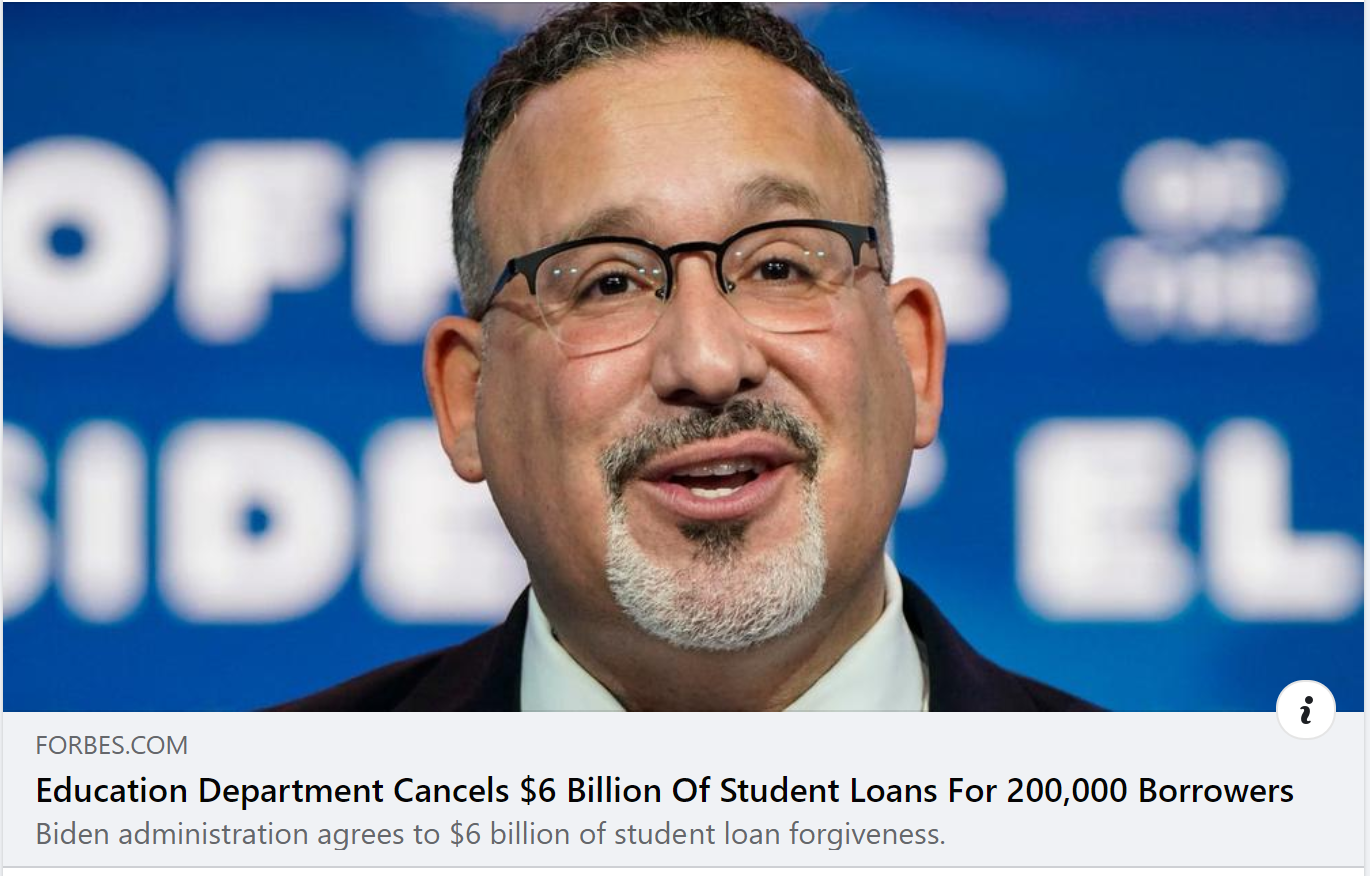 OFF E
SIDE EL
FORBES.COM
Education Department Cancels $6 Billion Of Student Loans For 200,000 Borrowers
Biden administration agrees to $6 billion of student loan forgiveness.